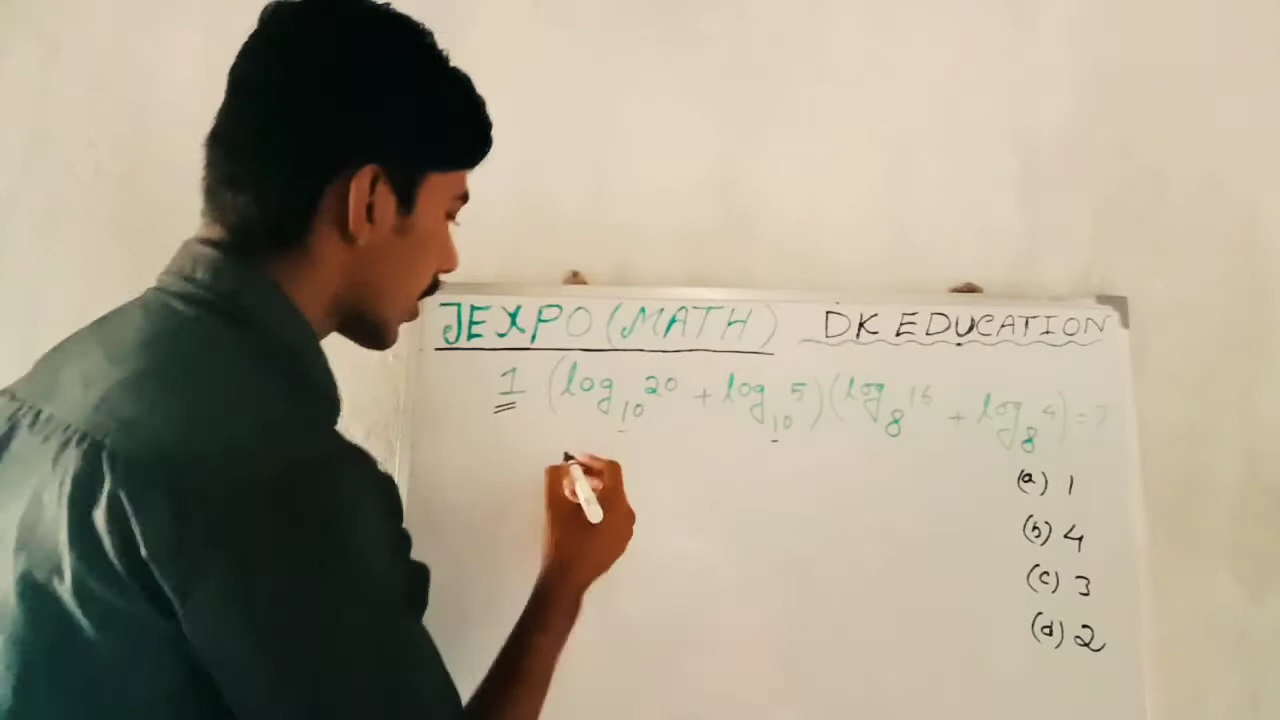 JEXPO (MATH) DK EDUCATION
1 (log₁₀20 + log₁₀5)(log₈16 + log₈4) = ?
(a) 1
(b) 4
(c) 3
(d) 2